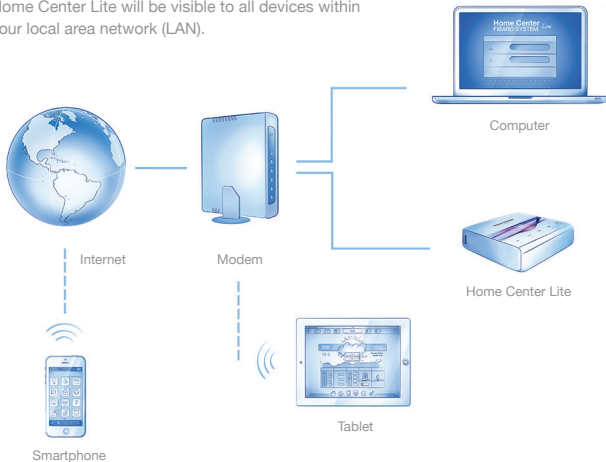 Home Center Lite will be visible to all devices within
our local area network (LAN).
Home Center Lite
FIBARO SYSTEM
Computer
Internet
Modem
Home Center Lite
Tablet
Smartphone